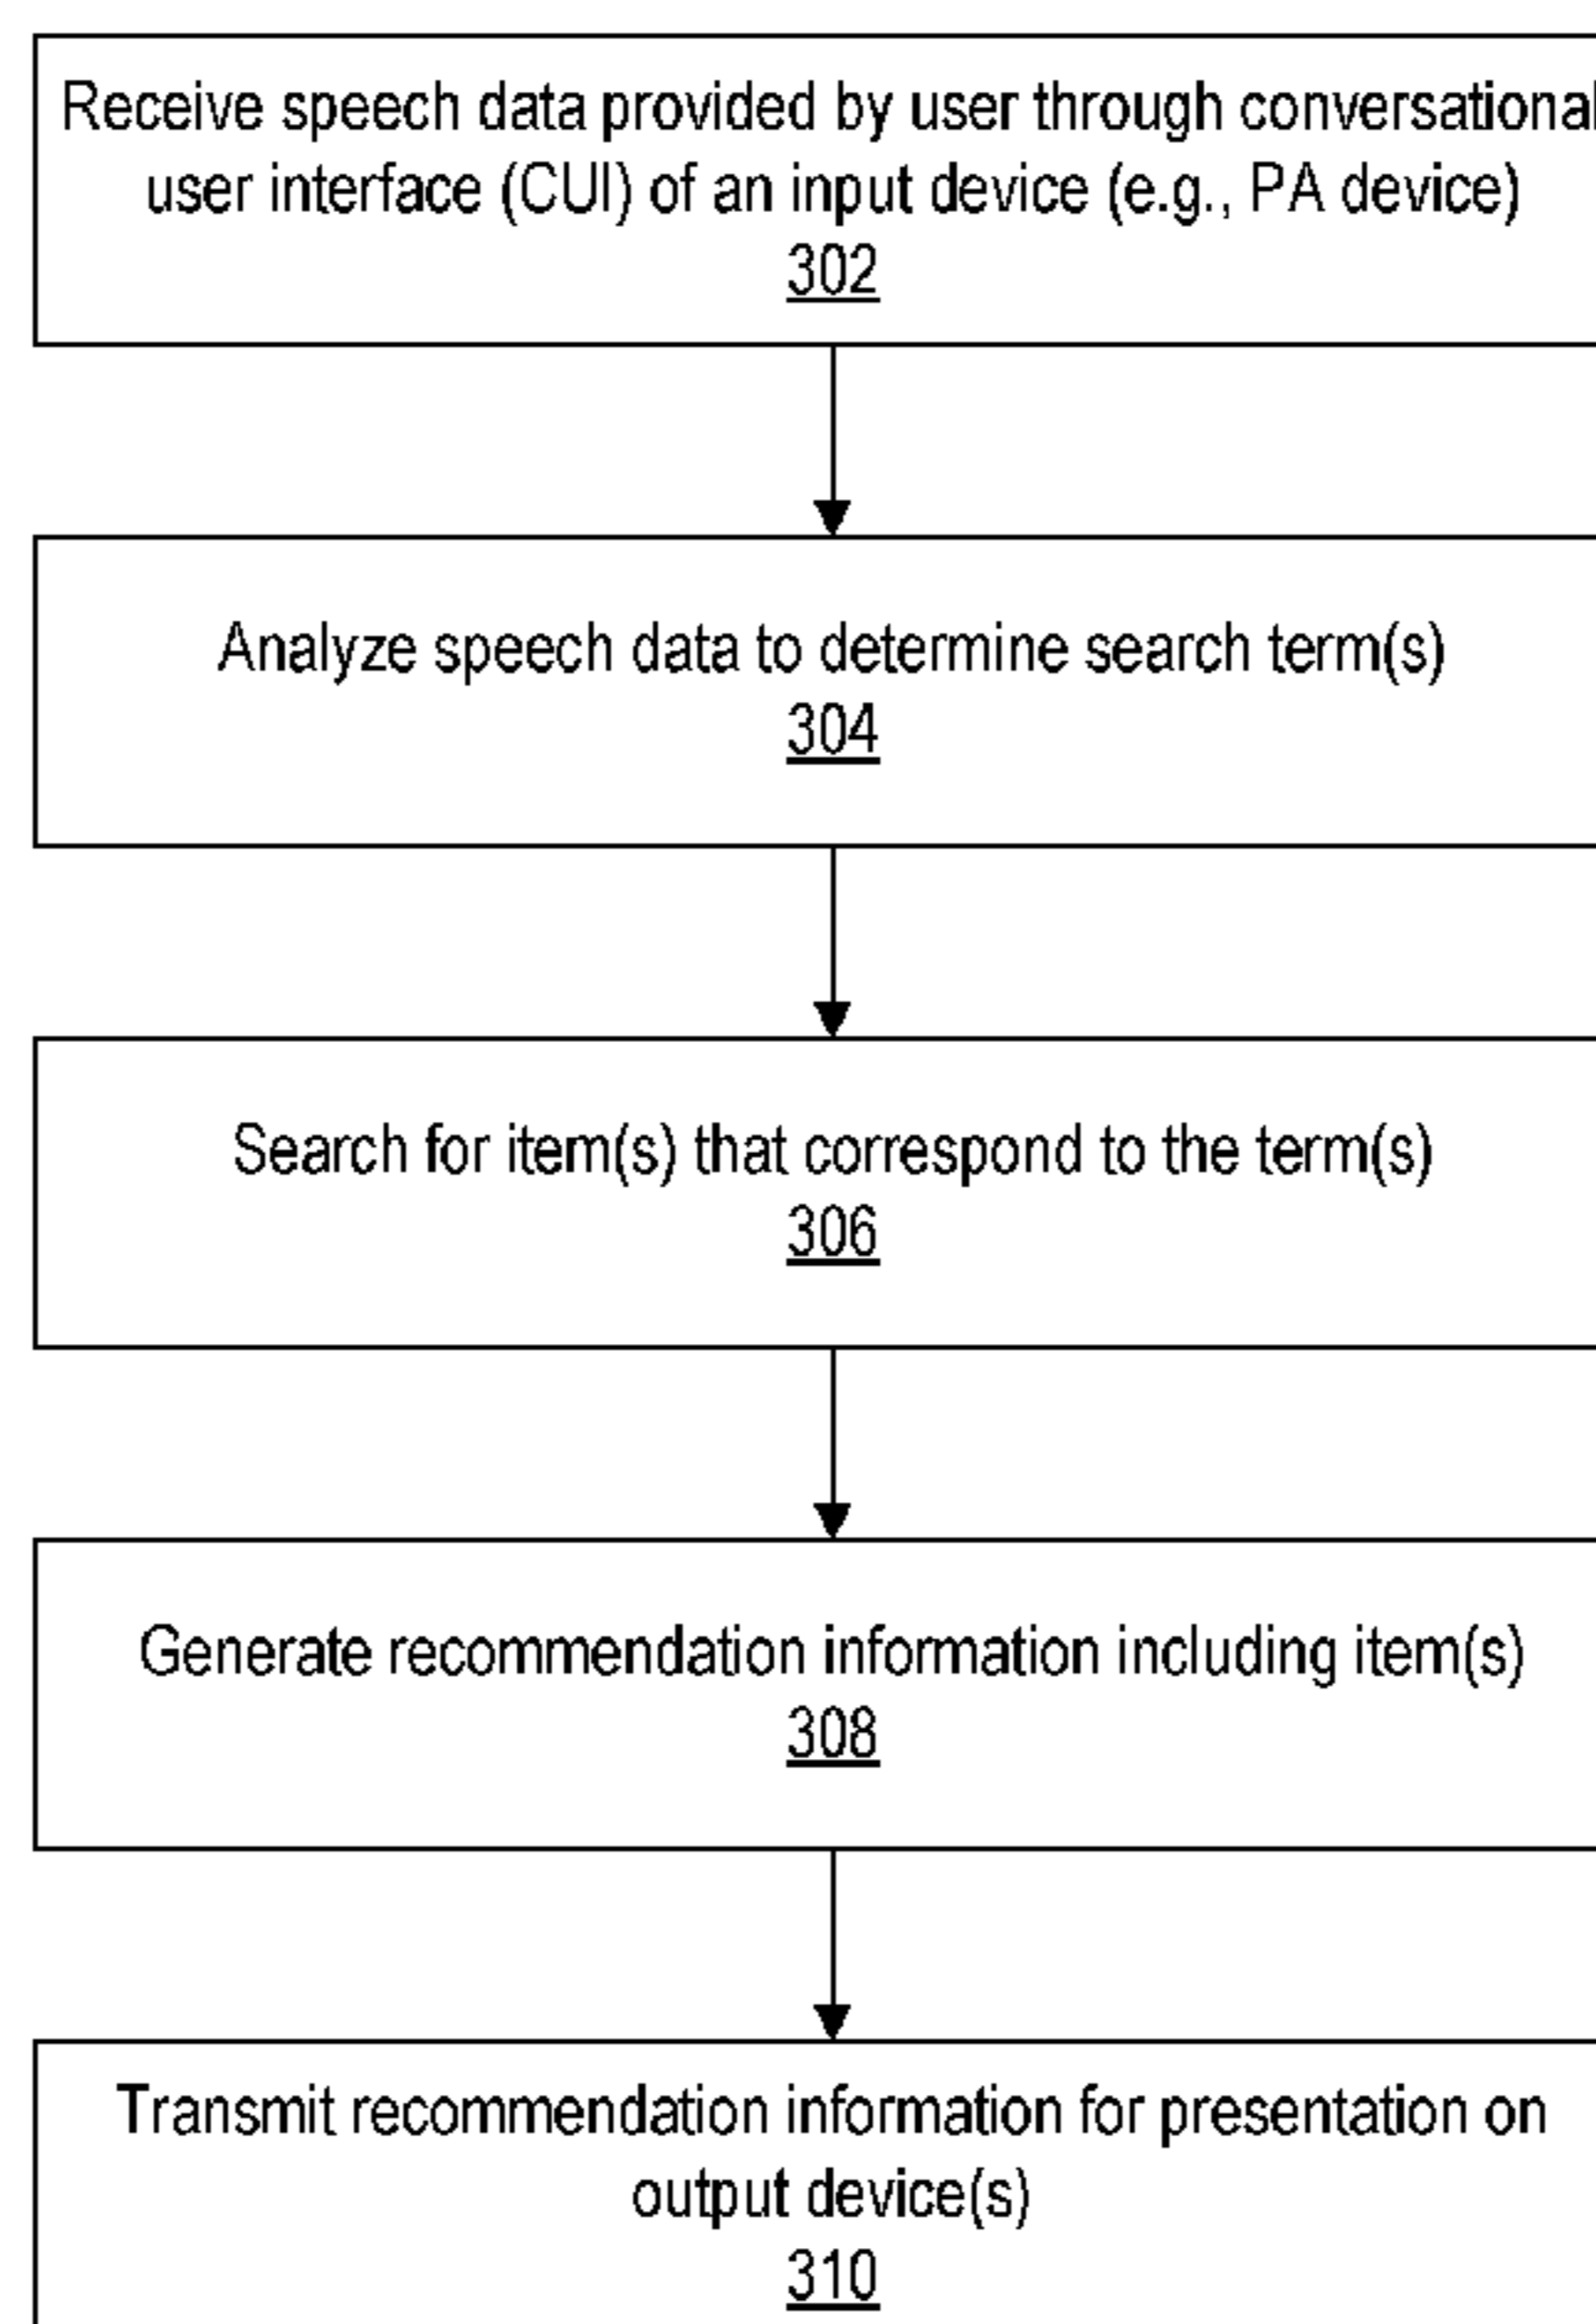 Receive speech data provided by user through conversational
user interface (CUI) of an input device (e.g., PA device)
302
Analyze speech data to determine search term(s)
304
Search for item(s) that correspond to the term(s)
306
Generate recommendation information including item(s)
308
Transmit recommendation information for presentation on
output device(s)
310